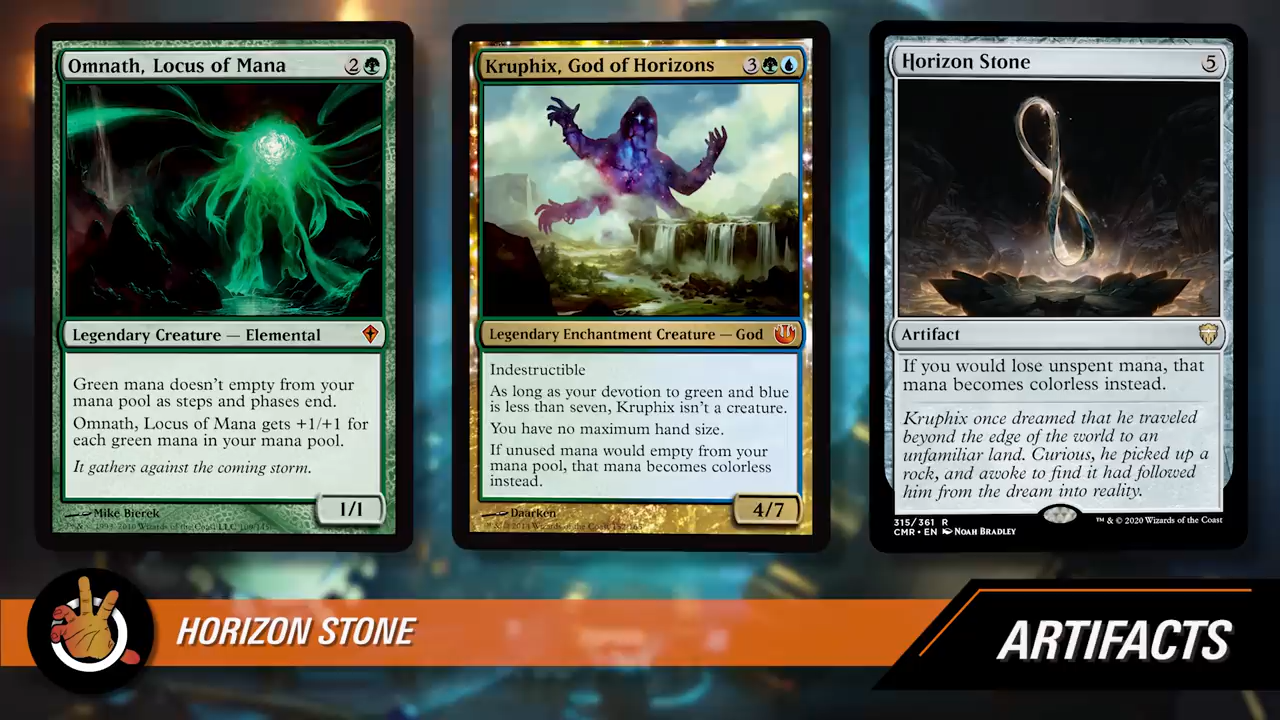 Omnath, Locus of Mana 2
Legendary Creature — Elemental
Green mana doesn't empty from your
mana pool as steps and phases end.
Omnath, Locus of Mana gets +1/+1 for
each green mana in your mana pool.
It gathers against the coming storm.
1/1
Mike Bierek
Kruphix, God of Horizons 3
Legendary Enchantment Creature — God
Indestructible
As long as your devotion to green and blue
is less than seven, Kruphix isn't a creature.
You have no maximum hand size.
If unused mana would empty from your
mana pool, that mana becomes colorless
instead.
4/7
Daarken
Horizon Stone 5
Artifact
If you would lose unspent mana, that
mana becomes colorless instead.
Kruphix once dreamed that he traveled
beyond the edge of the world to an
unfamiliar land. Curious, he picked up a
rock, and awoke to find it had followed
him from the dream into reality.
315/361 R
CMR • EN Noah Bradley
™ & © 2020 Wizards of the Coast
HORIZON STONE
ARTIFACTS